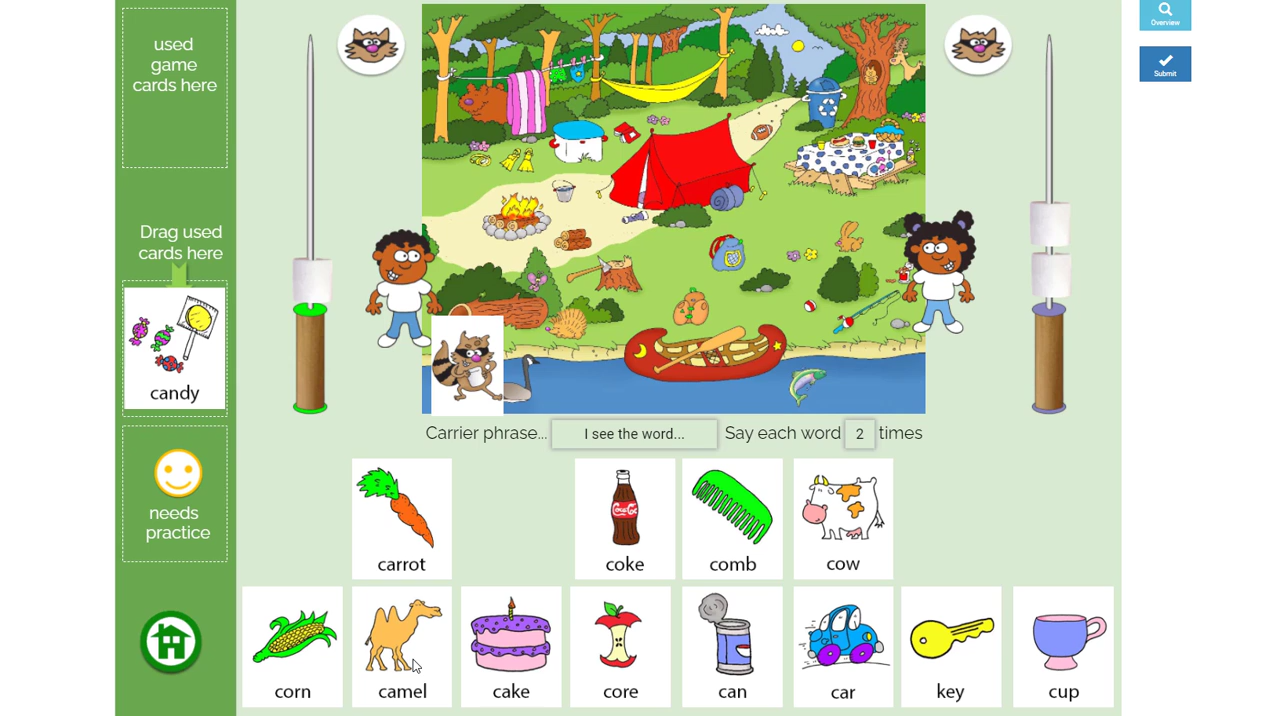 used
game
cards here
Drag used
cards here
candy
needs
practice
Overview
Submit
Carrier phrase... I see the word... Say each word 2 times
carrot
coke
comb
cow
corn
camel
cake
core
can
car
key
cup